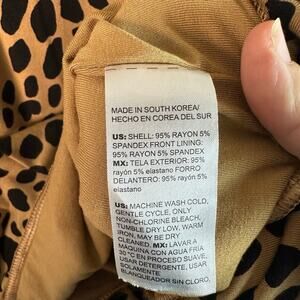 MADE IN SOUTH KOREA/
HECHO EN COREA DEL SUR
US: SHELL: 95% RAYON 5%
SPANDEX FRONT LINING:
95% RAYON 5% SPANDEX
MX: TELA EXTERIOR: 95%
rayón 5% elastano FORRO
DELANTERO: 95% rayón 5%
elastano
US: MACHINE WASH COLD,
GENTLE CYCLE, ONLY
NON-CHLORINE BLEACH,
TUMBLE DRY LOW, WARM
IRON, MAY BE DRY
CLEANED. MX: LAVAR A
MAQUINA CON AGUA FRIA
30 °C EN PROCESO SUAVE,
USAR DETERGENTE, USAR
SOLAMENTE
BLANQUEADOR SIN CLORO,